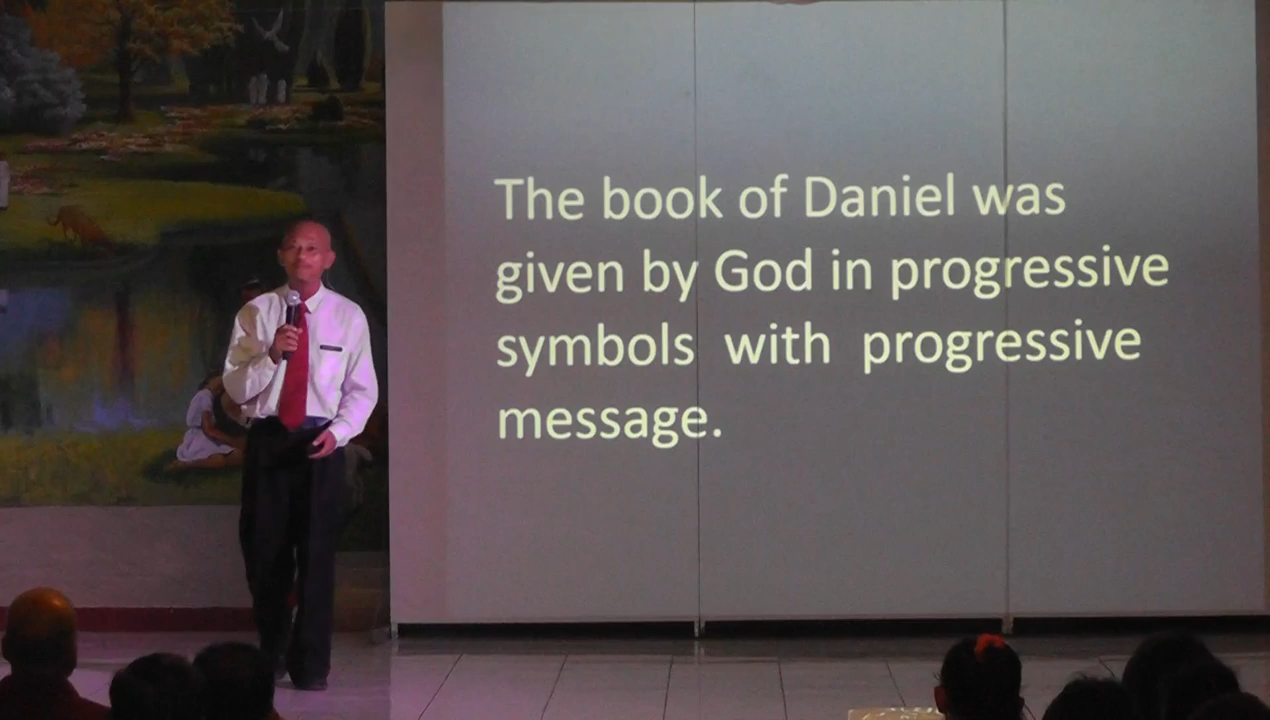 The book of Daniel was
given by God in progressive
symbols with progressive
message.